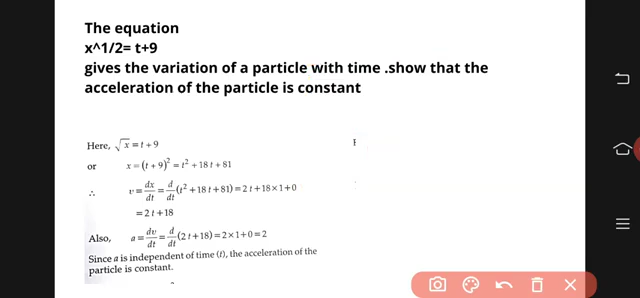 The equation
x^1/2= t+9
gives the variation of a particle with time .show that the
acceleration of the particle is constant
Here, √x = t + 9
or x = (t + 9)² = t² + 18 t + 81
∴ v = dx/dt = d/dt (t² + 18 t + 81) = 2 t + 18 × 1 + 0
= 2 t + 18
Also, a = dv/dt = d/dt (2 t + 18) = 2 × 1 + 0 = 2
Since a is independent of time (t), the acceleration of the
particle is constant.